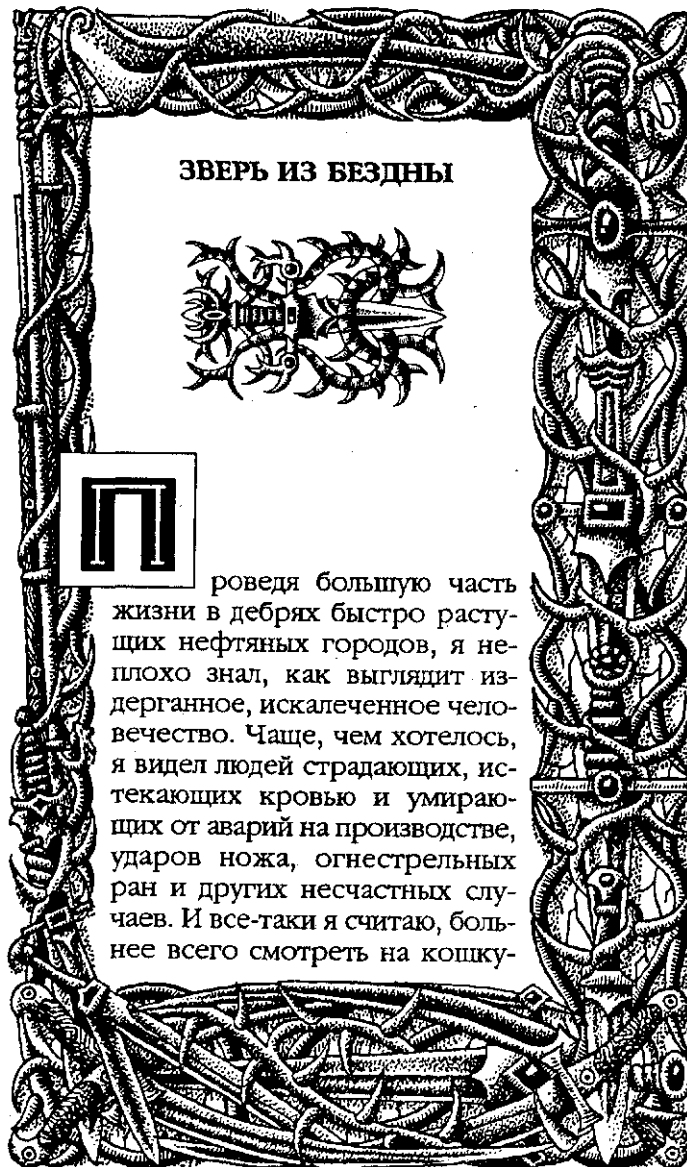 ЗВЕРЬ ИЗ БЕЗДНЫ
Проведя большую часть
жизни в дебрях быстро расту-
щих нефтяных городов, я не-
плохо знал, как выглядит из-
дерганное, искалеченное чело-
вечество. Чаще, чем хотелось,
я видел людей страдающих, ис-
текающих кровью и умираю-
щих от аварий на производстве,
ударов ножа, огнестрельных
ран и других несчастных слу-
чаев. И все-таки я считаю, боль-
нее всего смотреть на кошку-